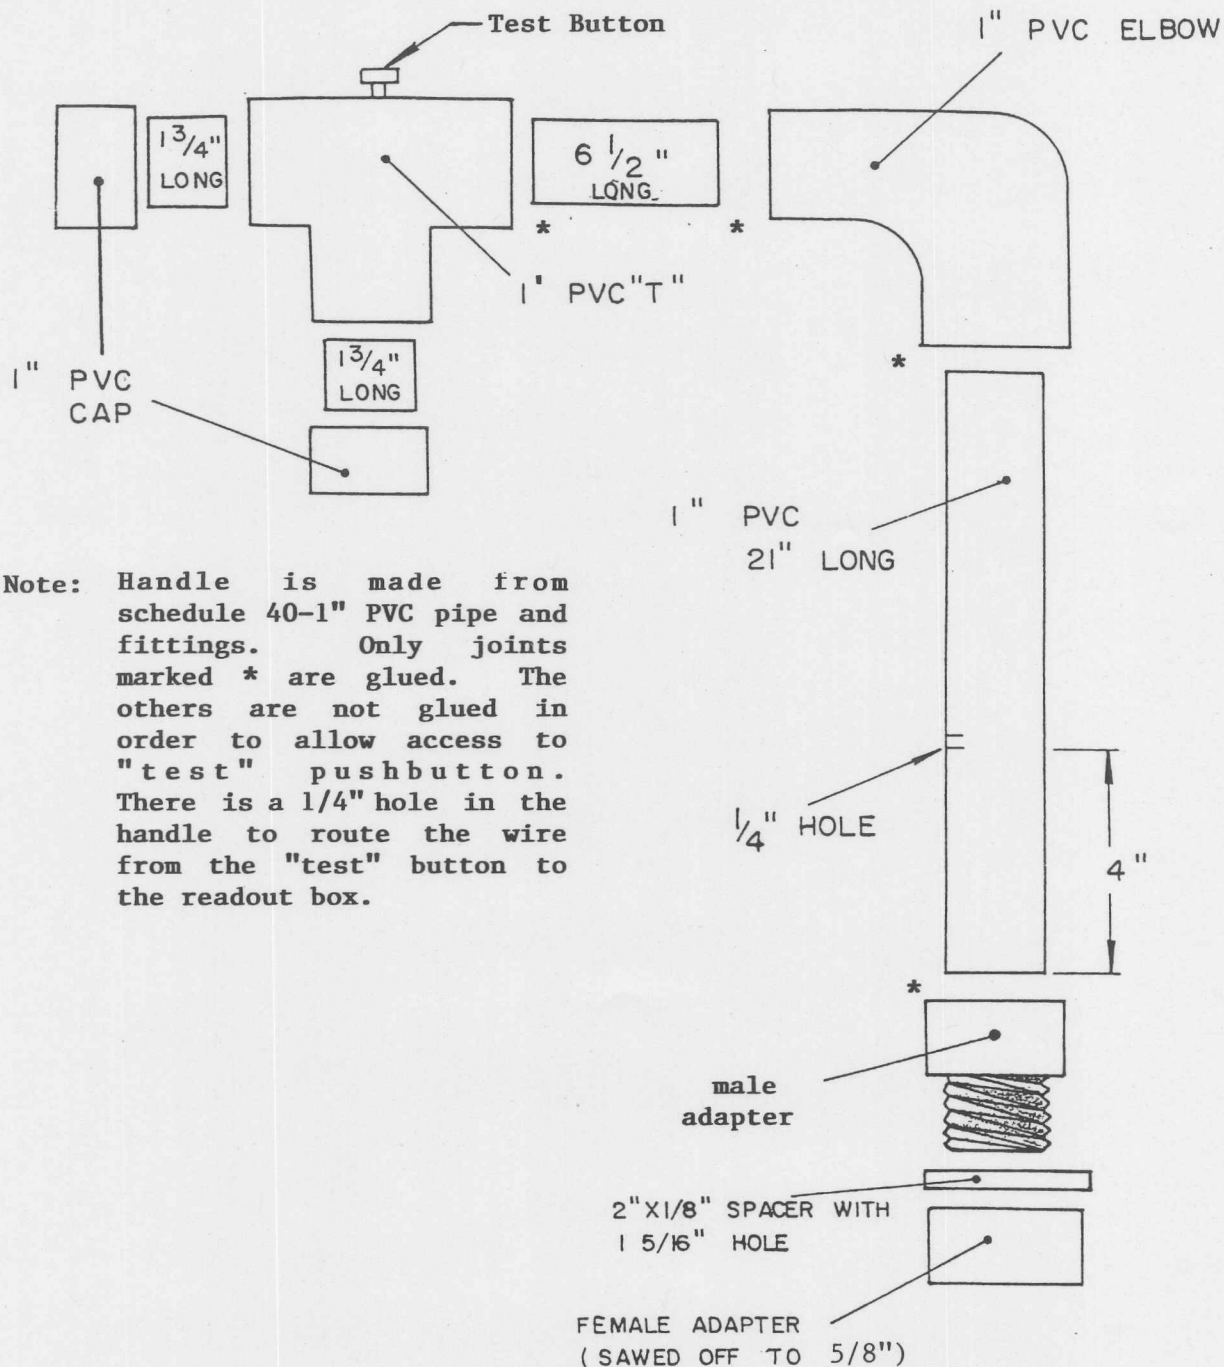 Test Button
1" PVC ELBOW
1 3/4"
LONG
6 1/2 "
LONG
*
*
1" PVC "T"
1 3/4"
LONG
*
1" PVC
CAP
1" PVC
21" LONG
Note: Handle is made from
schedule 40-1" PVC pipe and
fittings. Only joints
marked * are glued. The
others are not glued in
order to allow access to
"test" pushbutton.
There is a 1/4" hole in the
handle to route the wire
from the "test" button to
the readout box.
1/4" HOLE
4"
*
male
adapter
2"X1/8" SPACER WITH
1 5/16" HOLE
FEMALE ADAPTER
(SAWED OFF TO 5/8")